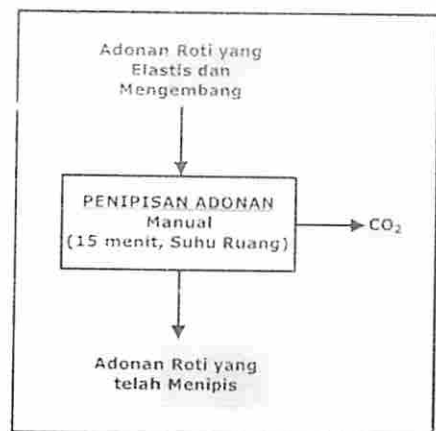 Adonan Roti yang
Elastis dan
Mengembang
PENIPISAN ADONAN
Manual
(15 menit, Suhu Ruang)
CO₂
Adonan Roti yang
telah Menipis